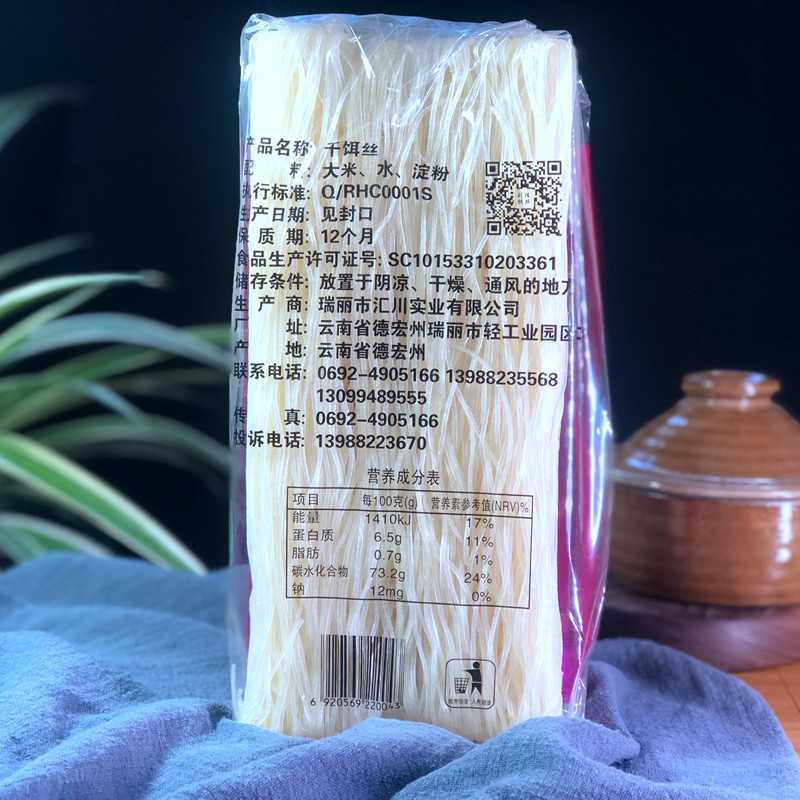 产品名称: 干饵丝
配 料: 大米、水、淀粉
执行标准: Q/RHC0001S
生产日期: 见封口
保 质 期: 12个月
食品生产许可证号: SC10153310203361
储存条件: 放置于阴凉、干燥、通风的地方
生 产 商: 瑞丽市汇川实业有限公司
厂 址: 云南省德宏州瑞丽市轻工业园区
产 地: 云南省德宏州
联系电话: 0692-4905166 13988235568
13099489555
传 真: 0692-4905166
投诉电话: 13988223670
营养成分表
项目 每100克(g) 营养素参考值(NRV)%
能量 1410kJ 17%
蛋白质 6.5g 11%
脂肪 0.7g 1%
碳水化合物 73.2g 24%
钠 12mg 0%
6 920569 220043